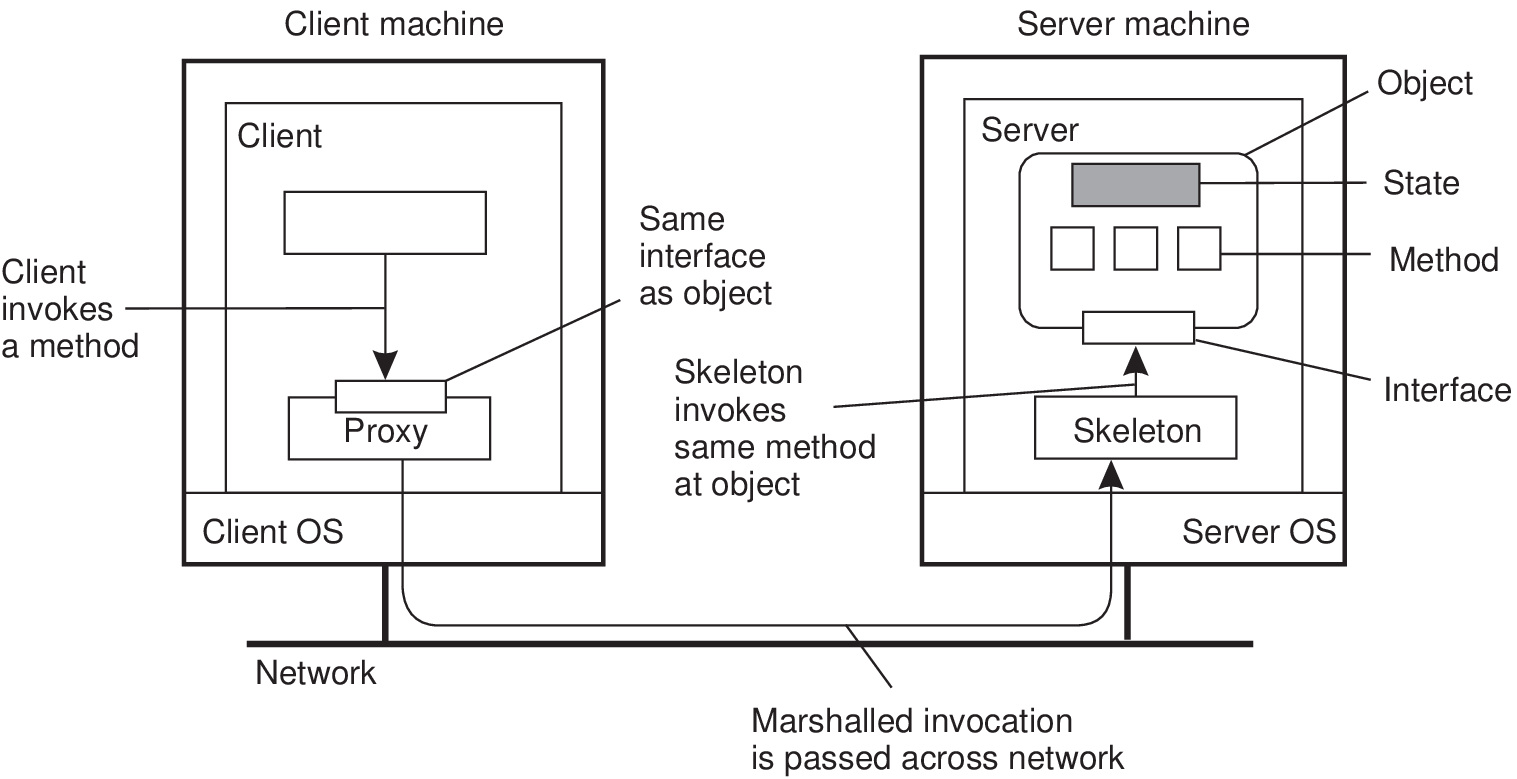 Client machine
Server machine
Object
Client
Server
State
Same
interface
as object
Method
Client
invokes
a method
Skeleton
invokes
same method
at object
Interface
Proxy
Skeleton
Client OS
Server OS
Network
Marshalled invocation
is passed across network